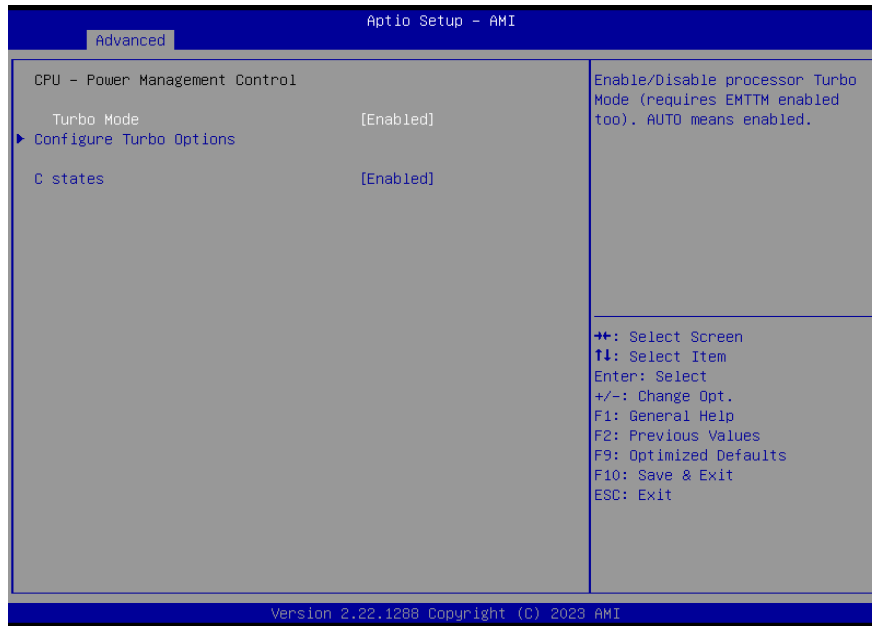 Aptio Setup – AMI
Advanced
CPU – Power Management Control
Turbo Mode [Enabled]
Configure Turbo Options
C states [Enabled]
Enable/Disable processor Turbo
Mode (requires EMTTM enabled
too). AUTO means enabled.
→←: Select Screen
↑↓: Select Item
Enter: Select
+/-: Change Opt.
F1: General Help
F2: Previous Values
F9: Optimized Defaults
F10: Save & Exit
ESC: Exit
Version 2.22.1288 Copyright (C) 2023 AMI